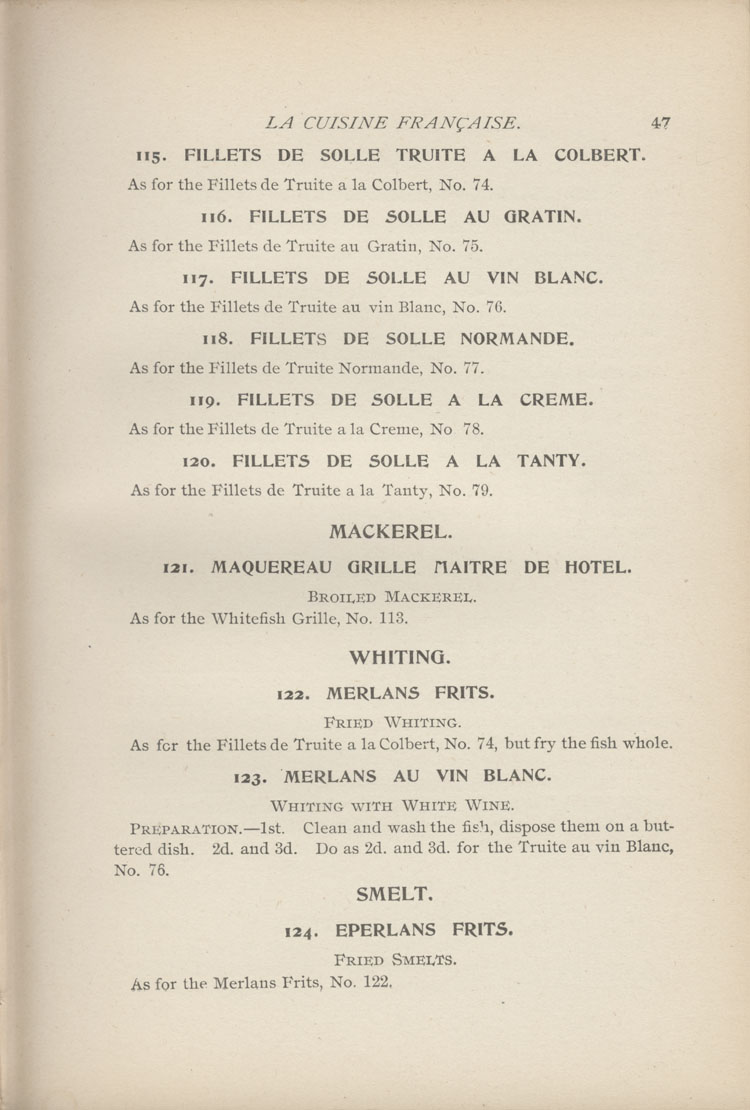 LA CUISINE FRANÇAISE. 47
115. FILLETS DE SOLLE TRUITE A LA COLBERT.
As for the Fillets de Truite a la Colbert, No. 74.
116. FILLETS DE SOLLE AU GRATIN.
As for the Fillets de Truite au Gratin, No. 75.
117. FILLETS DE SOLLE AU VIN BLANC.
As for the Fillets de Truite au vin Blanc, No. 76.
118. FILLETS DE SOLLE NORMANDE.
As for the Fillets de Truite Normande, No. 77.
119. FILLETS DE SOLLE A LA CREME.
As for the Fillets de Truite a la Creme, No 78.
120. FILLETS DE SOLLE A LA TANTY.
As for the Fillets de Truite a la Tanty, No. 79.
MACKEREL.
121. MAQUEREAU GRILLE MAITRE DE HOTEL.
BROILED MACKEREL.
As for the Whitefish Grille, No. 113.
WHITING.
122. MERLANS FRITS.
FRIED WHITING.
As for the Fillets de Truite a la Colbert, No. 74, but fry the fish whole.
123. MERLANS AU VIN BLANC.
WHITING WITH WHITE WINE.
PREPARATION.—1st. Clean and wash the fish, dispose them on a but-
tered dish. 2d. and 3d. Do as 2d. and 3d. for the Truite au vin Blanc,
No. 76.
SMELT.
124. EPERLANS FRITS.
FRIED SMELTS.
As for the Merlans Frits, No. 122.